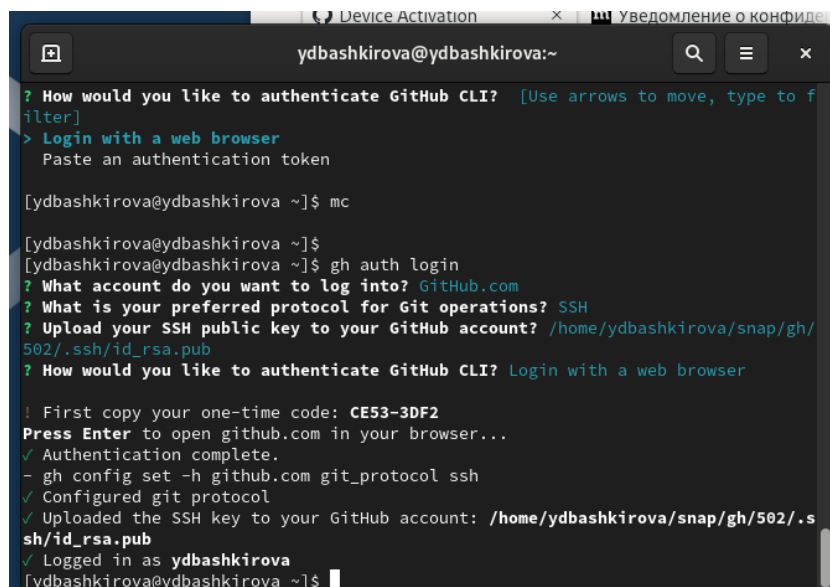 Device Activation × Уведомление о конфиде
ydbashkirova@ydbashkirova:~
? How would you like to authenticate GitHub CLI? [Use arrows to move, type to f
ilter]
> Login with a web browser
Paste an authentication token
[ydbashkirova@ydbashkirova ~]$ mc
[ydbashkirova@ydbashkirova ~]$
[ydbashkirova@ydbashkirova ~]$ gh auth login
? What account do you want to log into? GitHub.com
? What is your preferred protocol for Git operations? SSH
? Upload your SSH public key to your GitHub account? /home/ydbashkirova/snap/gh/
502/.ssh/id_rsa.pub
? How would you like to authenticate GitHub CLI? Login with a web browser
! First copy your one-time code: CE53-3DF2
Press Enter to open github.com in your browser...
✓ Authentication complete.
- gh config set -h github.com git_protocol ssh
✓ Configured git protocol
✓ Uploaded the SSH key to your GitHub account: /home/ydbashkirova/snap/gh/502/.s
sh/id_rsa.pub
✓ Logged in as ydbashkirova
[ydbashkirova@ydbashkirova ~]$